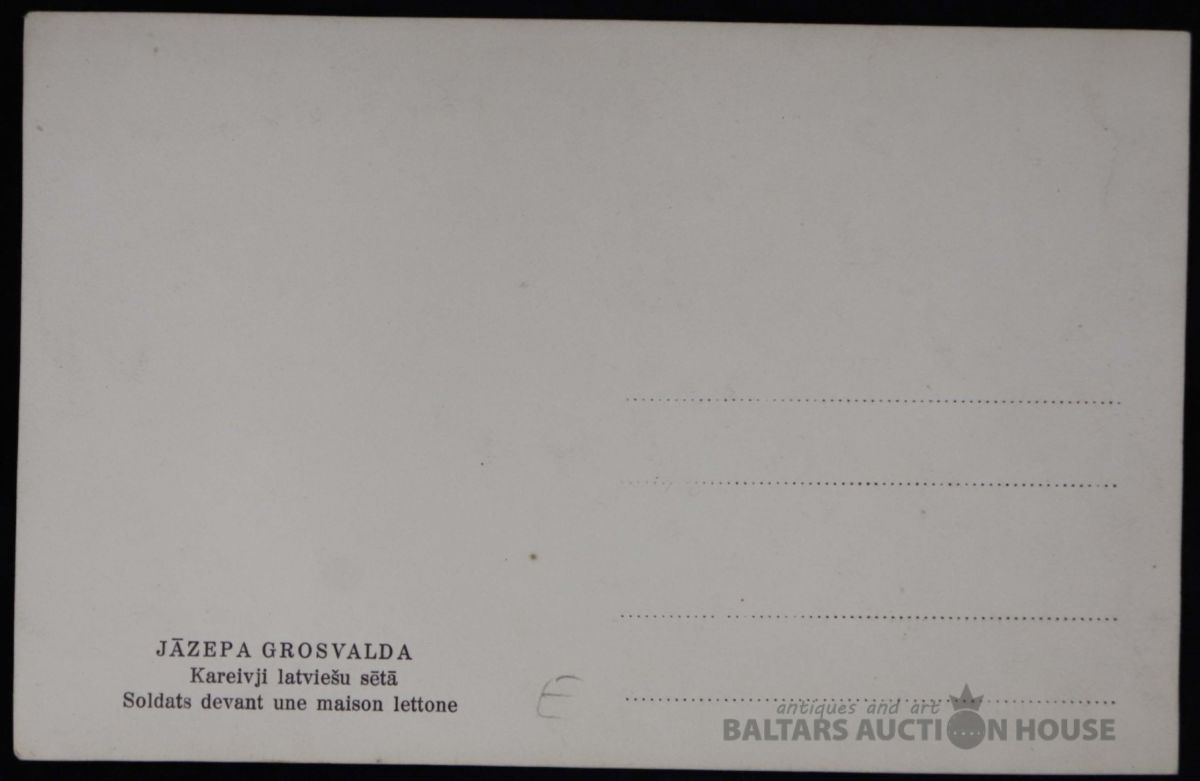 JĀZEPA GROSVALDA
Kareivji latviešu sētā
Soldats devant une maison lettone
E
antiques and art
BALTARS AUCTION HOUSE